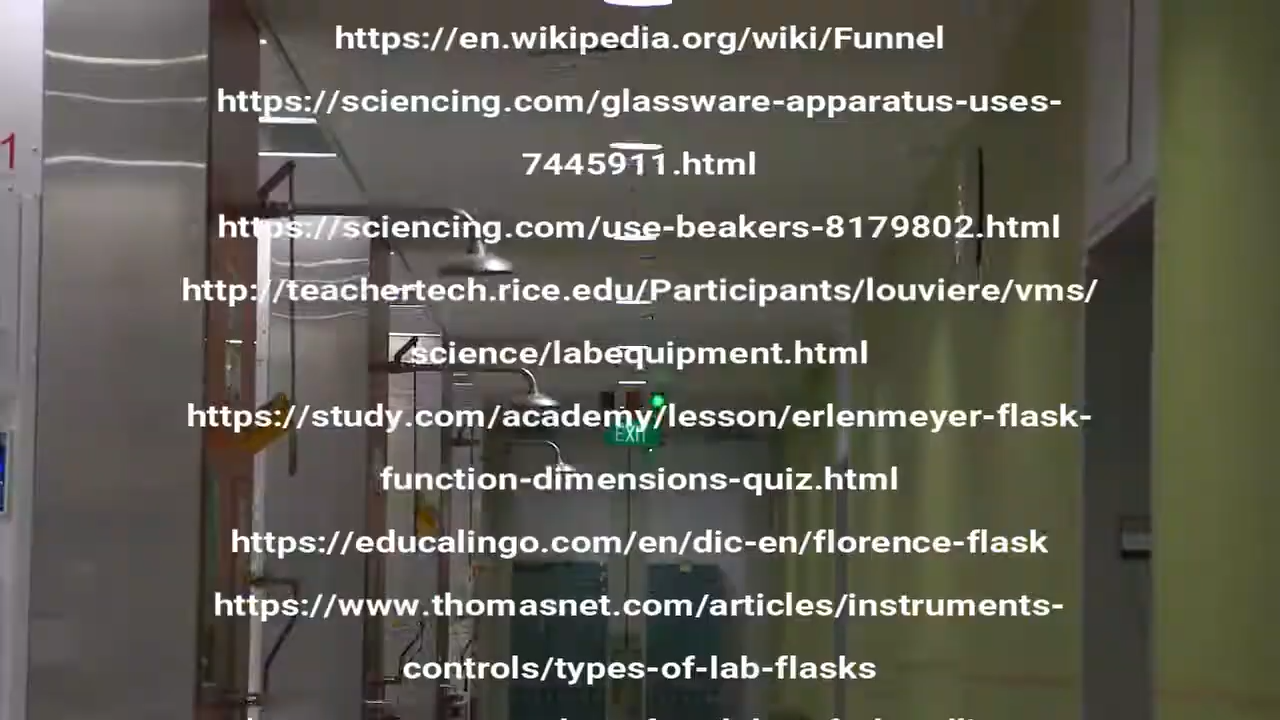 https://en.wikipedia.org/wiki/Funnel
https://sciencing.com/glassware-apparatus-uses-
7445911.html
https://sciencing.com/use-beakers-8179802.html
http://teachertech.rice.edu/Participants/louviere/vms/
science/labequipment.html
https://study.com/academy/lesson/erlenmeyer-flask-
function-dimensions-quiz.html
EXIT
https://educalingo.com/en/dic-en/florence-flask
https://www.thomasnet.com/articles/instruments-
controls/types-of-lab-flasks
1